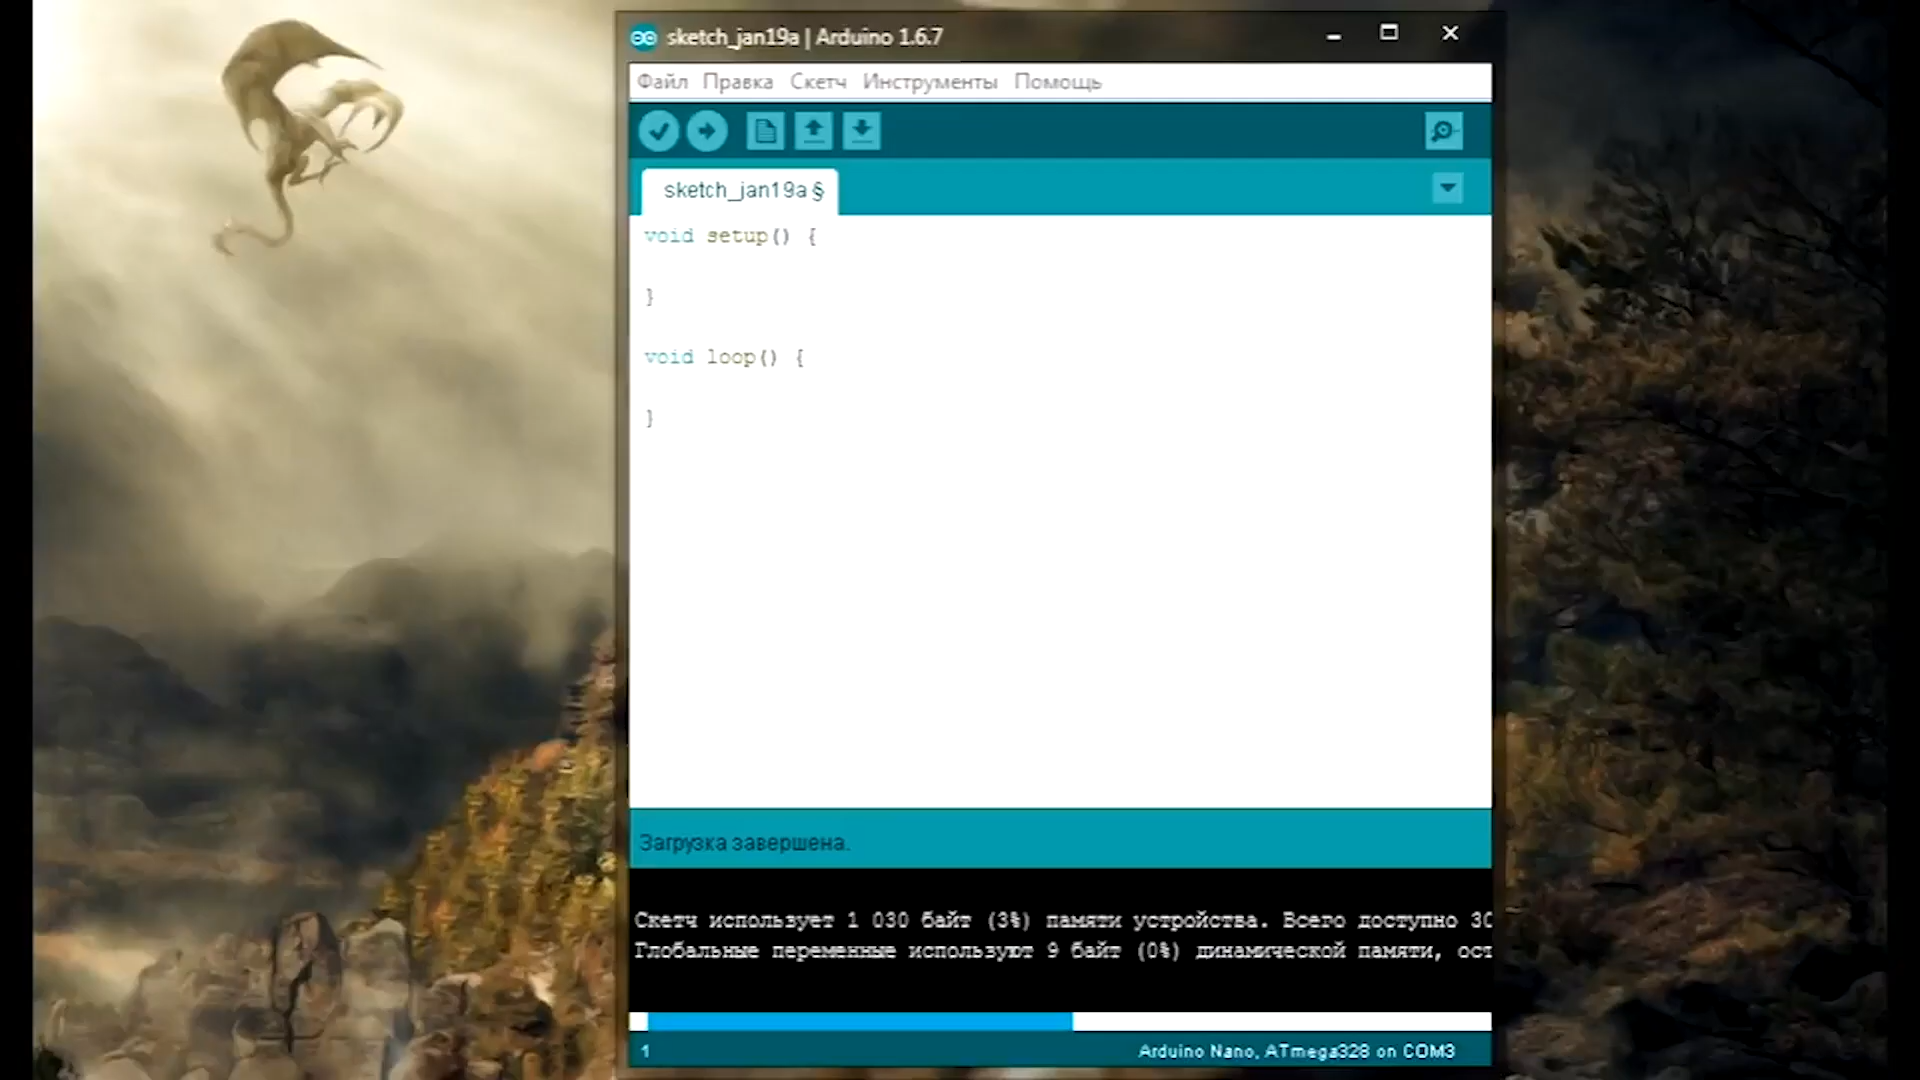 sketch_jan19a | Arduino 1.6.7
Файл Правка Скетч Инструменты Помощь
sketch_jan19a §
void setup() {
}
void loop() {
}
Загрузка завершена.
Скетч использует 1 030 байт (3%) памяти устройства. Всего доступно 30
Глобальные переменные используют 9 байт (0%) динамической памяти, ост
1
Arduino Nano, ATmega328 on COM3